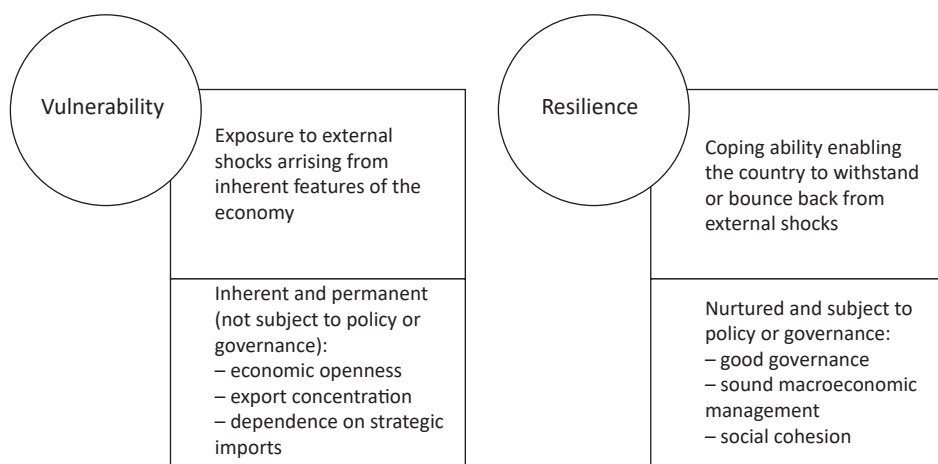 Vulnerability
Exposure to external
shocks arrising from
inherent features of the
economy
Inherent and permanent
(not subject to policy or
governance):
– economic openness
– export concentration
– dependence on strategic
imports
Resilience
Coping ability enabling
the country to withstand
or bounce back from
external shocks
Nurtured and subject to
policy or governance:
– good governance
– sound macroeconomic
management
– social cohesion